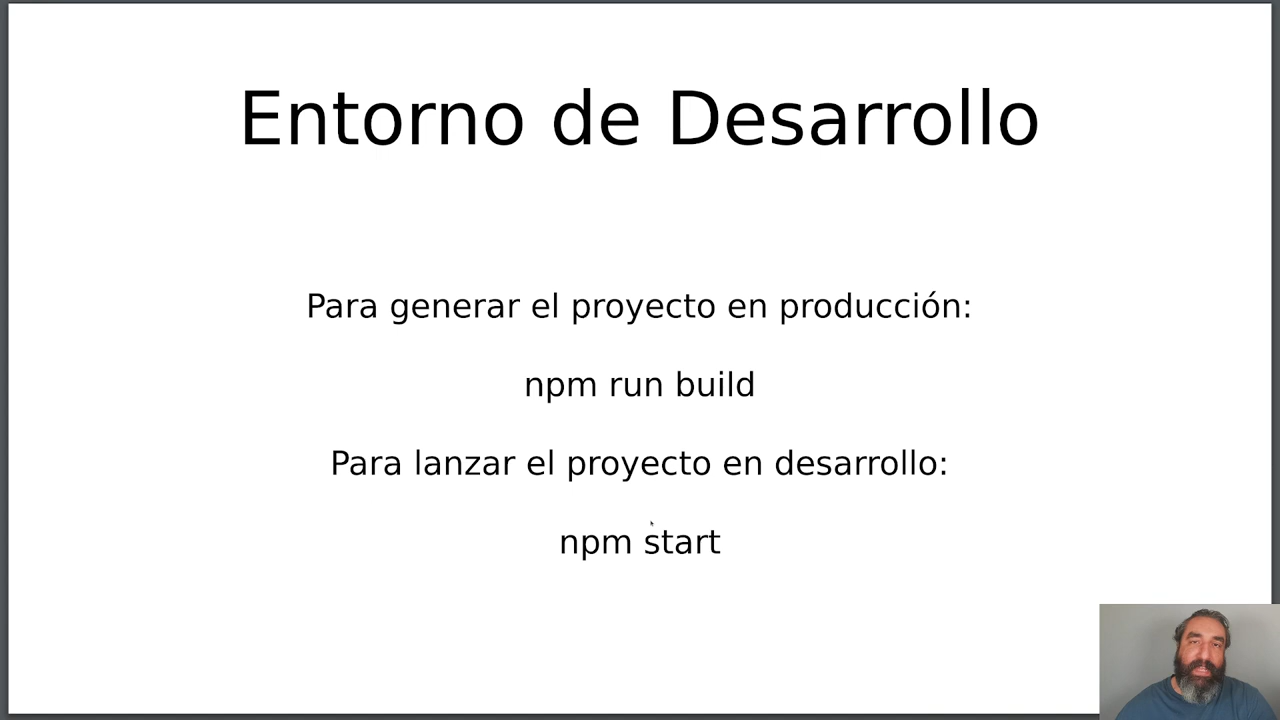 Entorno de Desarrollo
Para generar el proyecto en producción:
npm run build
Para lanzar el proyecto en desarrollo:
npm start